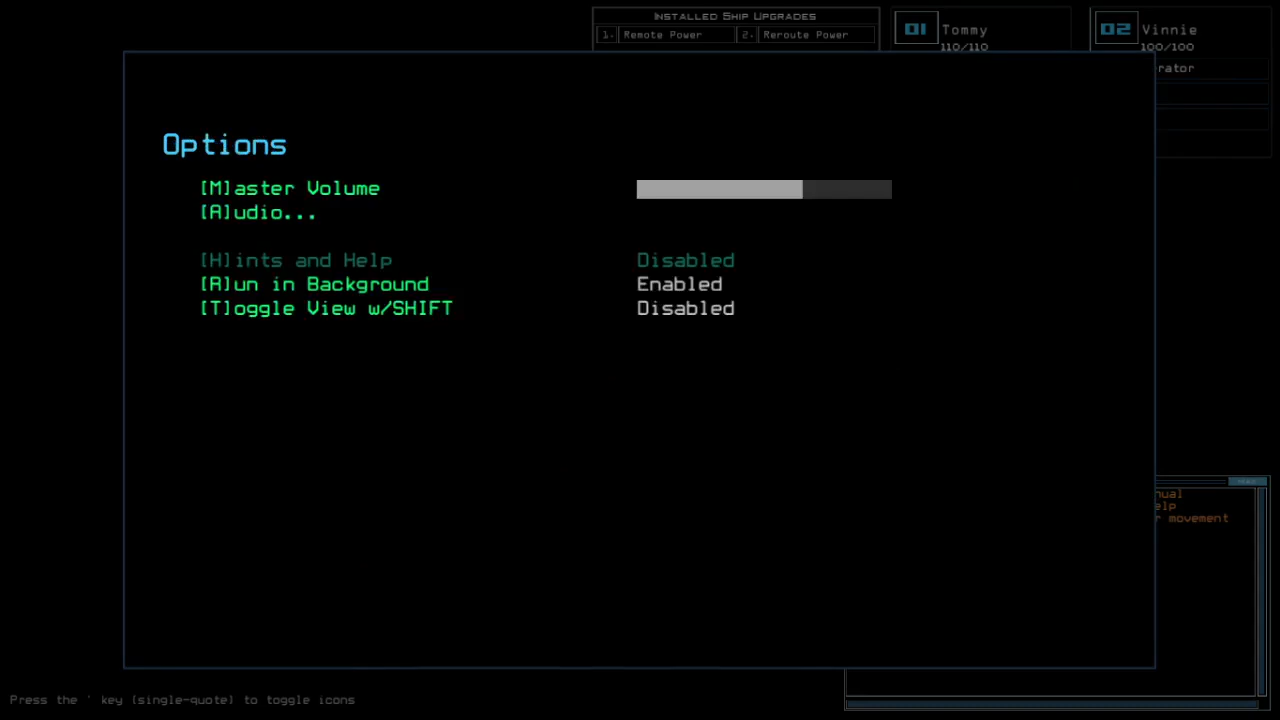 Installed Ship Upgrades
1. Remote Power 2. Reroute Power
01 Tommy
110/110
02 Vinnie
100/100
rator
Options
[M]aster Volume
[A]udio...
[H]ints and Help Disabled
[R]un in Background Enabled
[T]oggle View w/SHIFT Disabled
nual
elp
r movement
Press the ' key (single-quote) to toggle icons